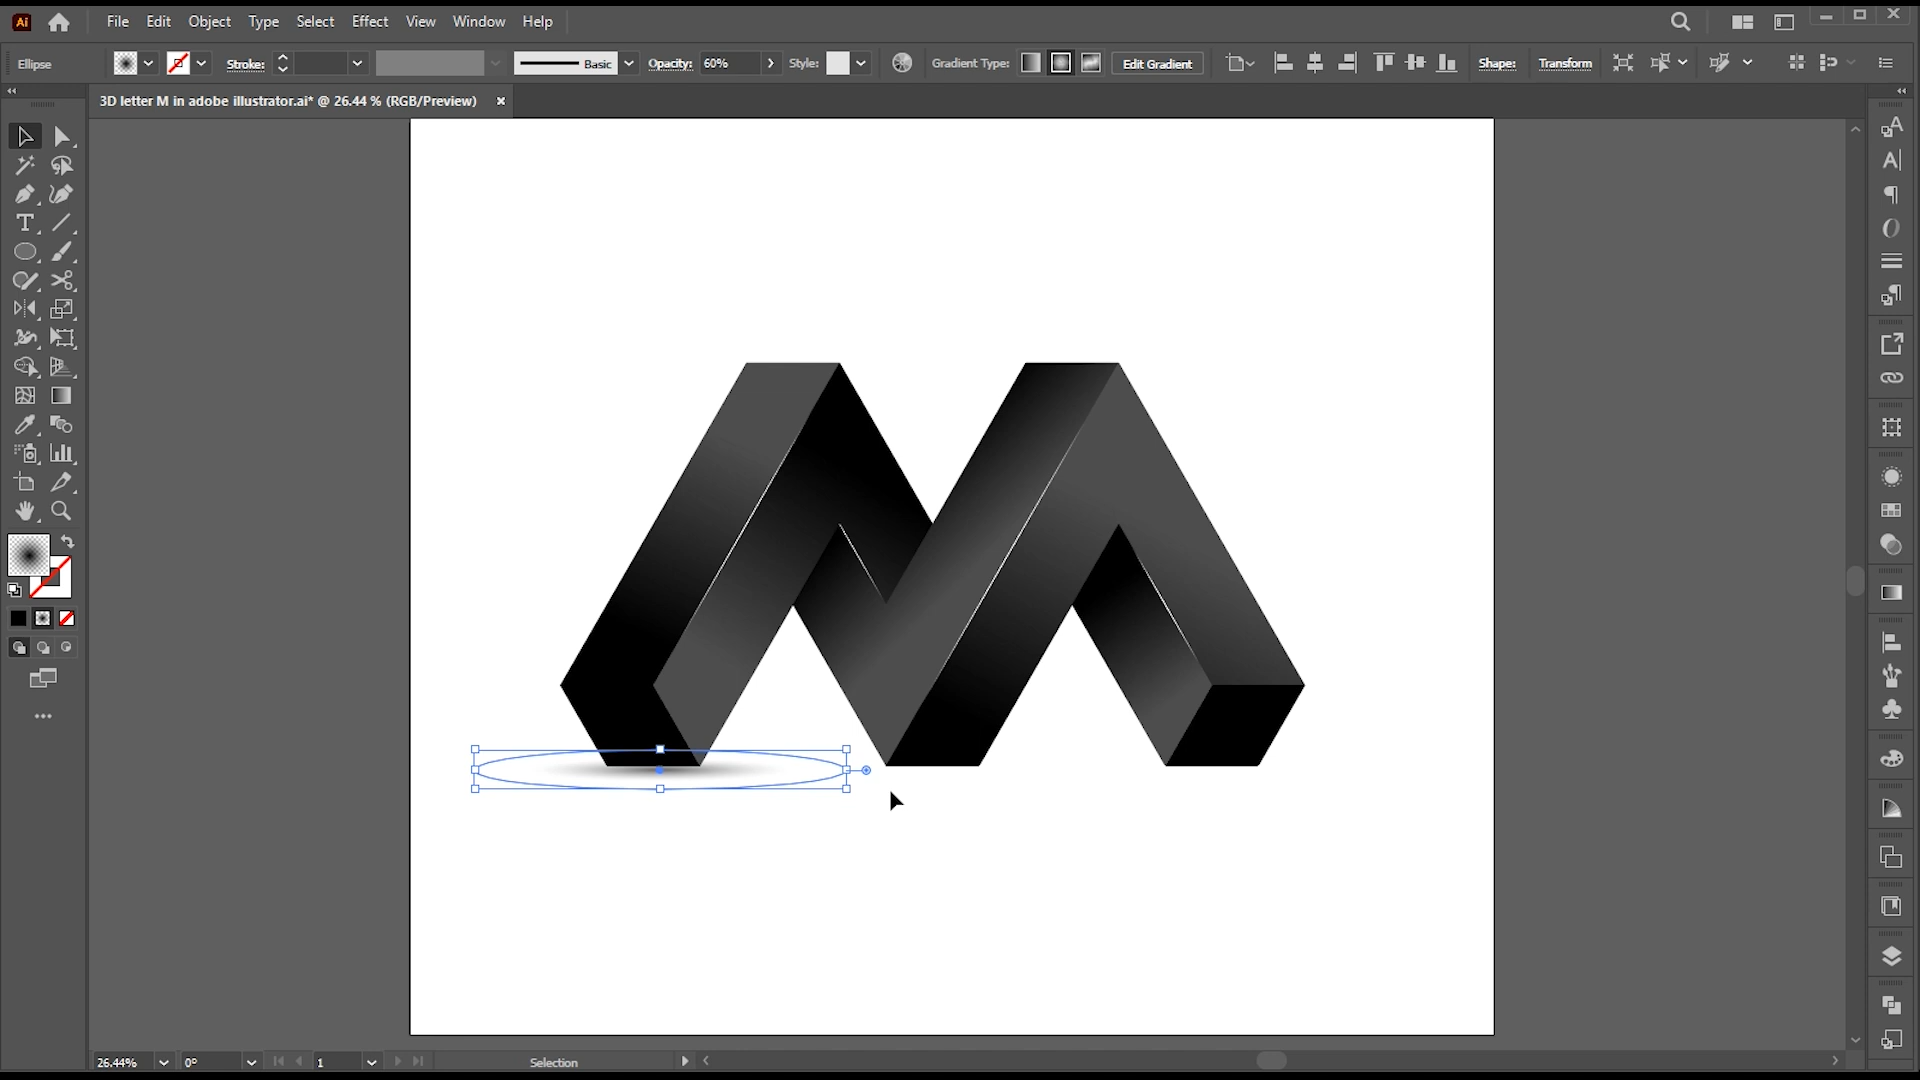 Ai File Edit Object Type Select Effect View Window Help
Ellipse Stroke: Basic Opacity: 60% Style: Gradient Type: Edit Gradient Shape: Transform
3D letter M in adobe illustrator.ai* @ 26.44 % (RGB/Preview) ×
26.44% 0° 1 Selection